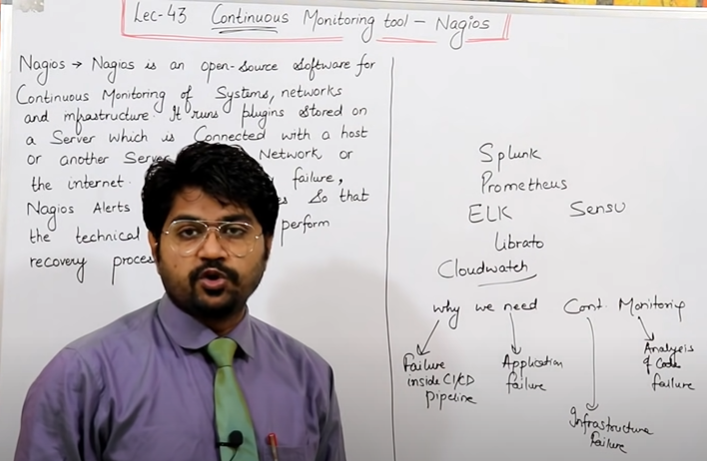 Lec-43 Continuous Monitoring tool - Nagios
Nagios → Nagios is an open-source software for
Continuous Monitoring of Systems, networks
and infrastructure. It runs plugins stored on
a Server which is Connected with a host
or another Serve Network or
the internet. failure,
Nagios Alerts es So that
the technical perform
recovery proces
Splunk
Prometheus
ELK Sensu
Librato
Cloudwatch
why we need Cont. Monitoring
Failure
inside CI/CD
pipeline
Application
failure
Infrastructure
Failure
Analysis
of Code
failure